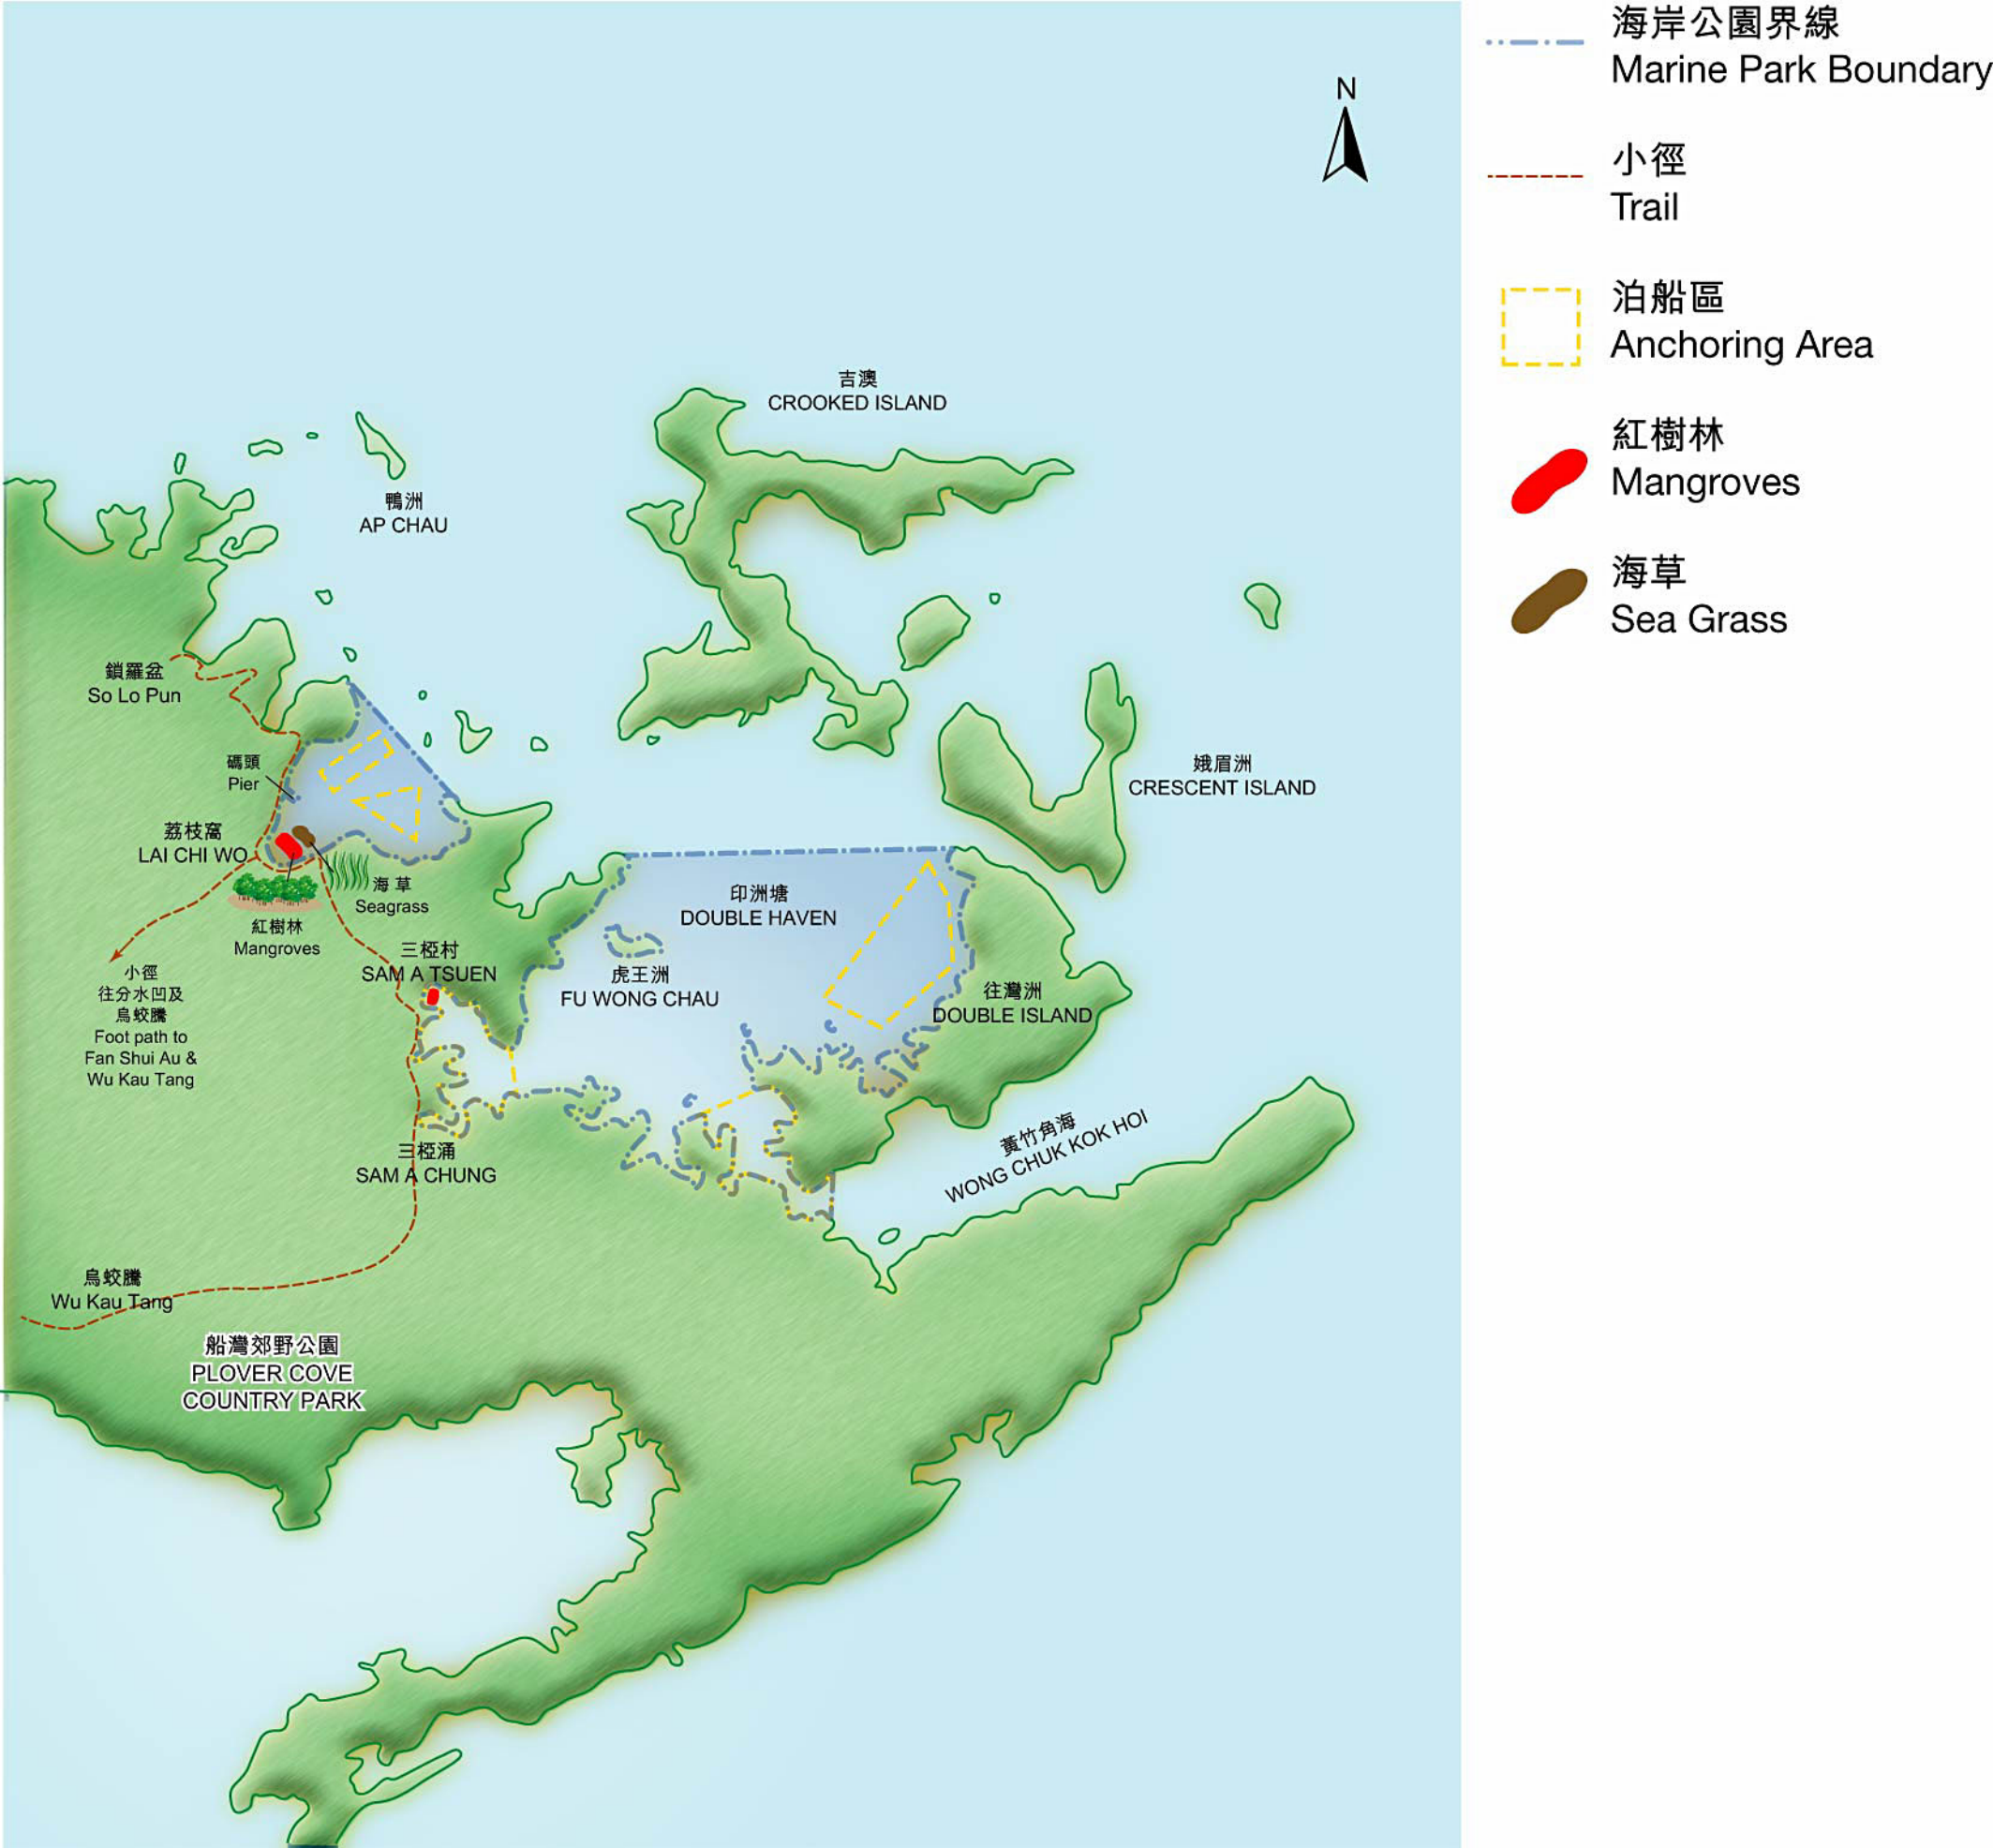 海岸公園界線
Marine Park Boundary
小徑
Trail
泊船區
Anchoring Area
紅樹林
Mangroves
海草
Sea Grass
N
吉澳
CROOKED ISLAND
鴨洲
AP CHAU
鎖羅盆
So Lo Pun
碼頭
Pier
娥眉洲
CRESCENT ISLAND
荔枝窩
LAI CHI WO
海草
Seagrass
印洲塘
DOUBLE HAVEN
紅樹林
Mangroves
三椏村
SAM A TSUEN
虎王洲
FU WONG CHAU
往灣洲
DOUBLE ISLAND
小徑
往分水凹及
烏蛟騰
Foot path to
Fan Shui Au &
Wu Kau Tang
黃竹角海
WONG CHUK KOK HOI
三椏涌
SAM A CHUNG
烏蛟騰
Wu Kau Tang
船灣郊野公園
PLOVER COVE
COUNTRY PARK